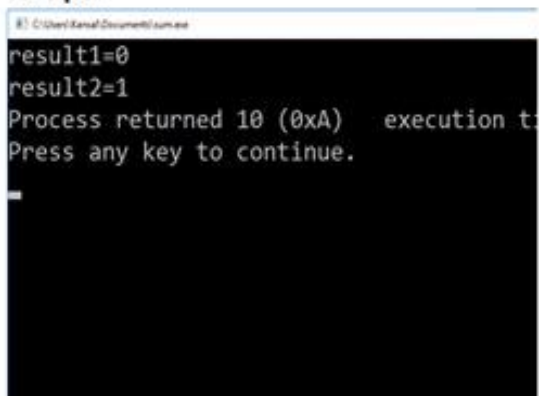 result1=0
result2=1
Process returned 10 (0xA) execution
Press any key to continue.